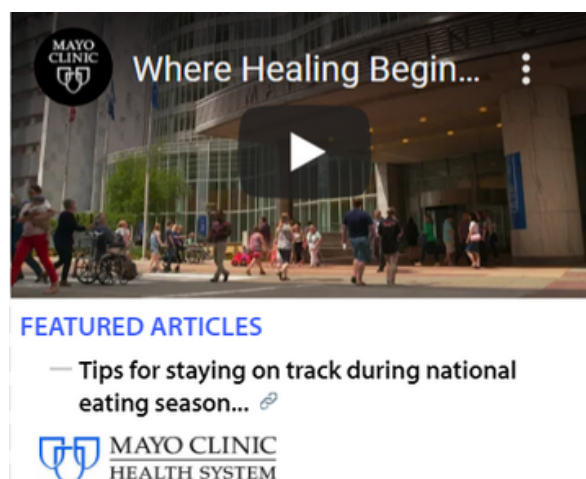 MAYO
CLINIC
Where Healing Begin...
FEATURED ARTICLES
— Tips for staying on track during national
eating season...
MAYO CLINIC
HEALTH SYSTEM